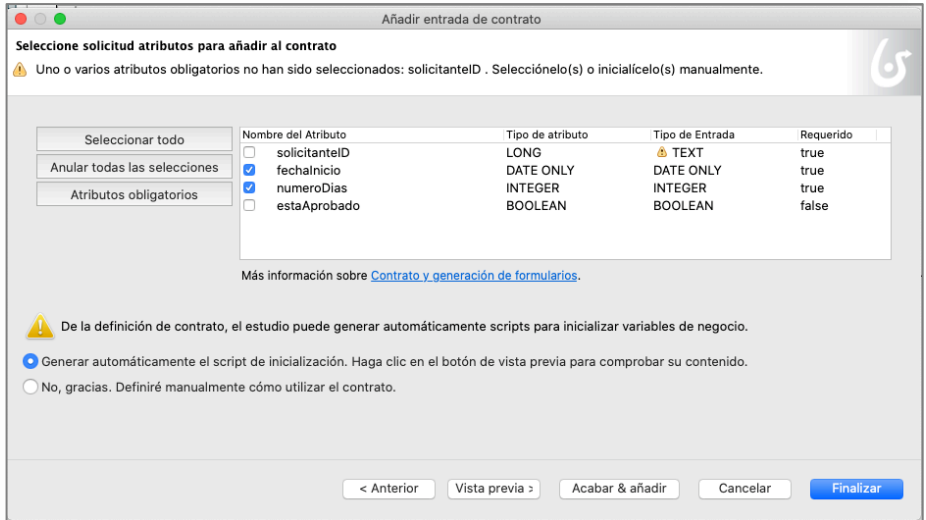 Añadir entrada de contrato
Seleccione solicitud atributos para añadir al contrato
Uno o varios atributos obligatorios no han sido seleccionados: solicitanteID . Selecciónelo(s) o inicialícelo(s) manualmente.
Seleccionar todo
Anular todas las selecciones
Atributos obligatorios
Nombre del Atributo Tipo de atributo Tipo de Entrada Requerido
solicitanteID LONG TEXT true
fechaInicio DATE ONLY DATE ONLY true
numeroDias INTEGER INTEGER true
estaAprobado BOOLEAN BOOLEAN false
Más información sobre Contrato y generación de formularios.
De la definición de contrato, el estudio puede generar automáticamente scripts para inicializar variables de negocio.
Generar automáticamente el script de inicialización. Haga clic en el botón de vista previa para comprobar su contenido.
No, gracias. Definiré manualmente cómo utilizar el contrato.
< Anterior Vista previa > Acabar & añadir Cancelar Finalizar